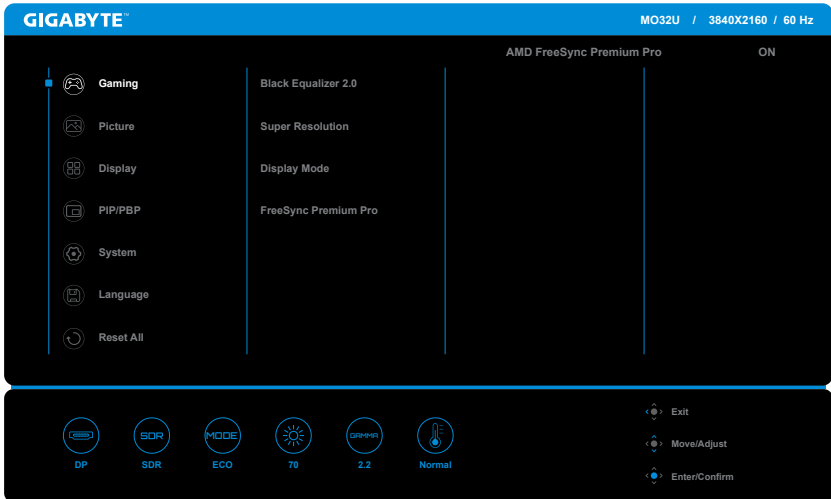 GIGABYTE™ MO32U / 3840X2160 / 60 Hz
AMD FreeSync Premium Pro ON
Gaming Black Equalizer 2.0
Picture Super Resolution
Display Display Mode
PIP/PBP FreeSync Premium Pro
System
Language
Reset All
SDR MODE GAMMA
DP SDR ECO 70 2.2 Normal
Exit
Move/Adjust
Enter/Confirm